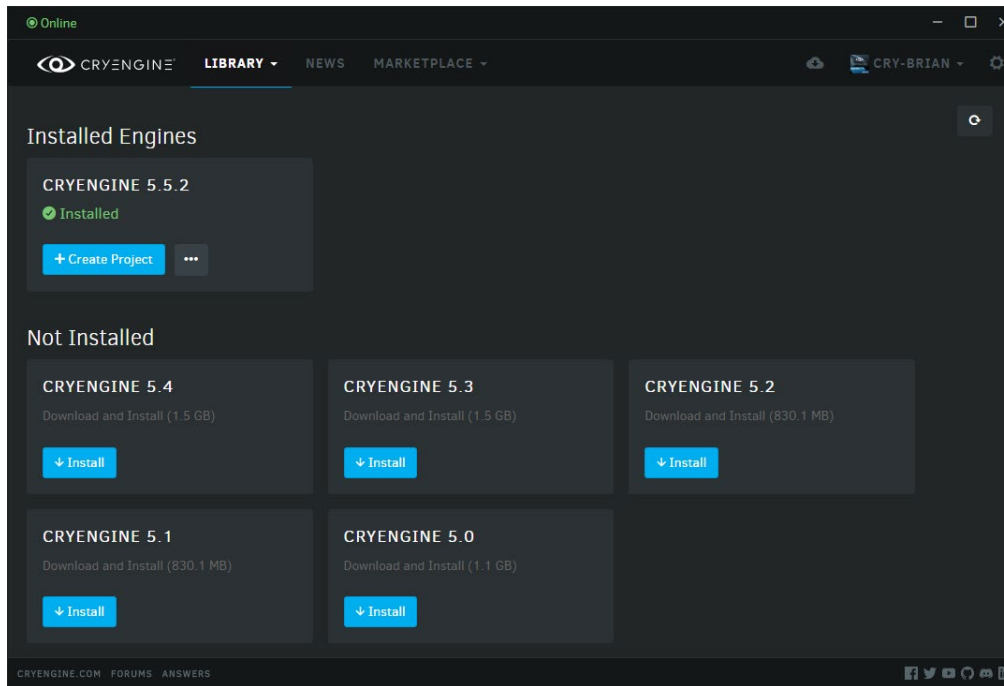 Online
CRYENGINE LIBRARY NEWS MARKETPLACE CRY-BRIAN
Installed Engines
CRYENGINE 5.5.2
Installed
+ Create Project •••
Not Installed
CRYENGINE 5.4
Download and Install (1.5 GB)
Install
CRYENGINE 5.3
Download and Install (1.5 GB)
Install
CRYENGINE 5.2
Download and Install (830.1 MB)
Install
CRYENGINE 5.1
Download and Install (830.1 MB)
Install
CRYENGINE 5.0
Download and Install (1.1 GB)
Install
CRYENGINE.COM FORUMS ANSWERS